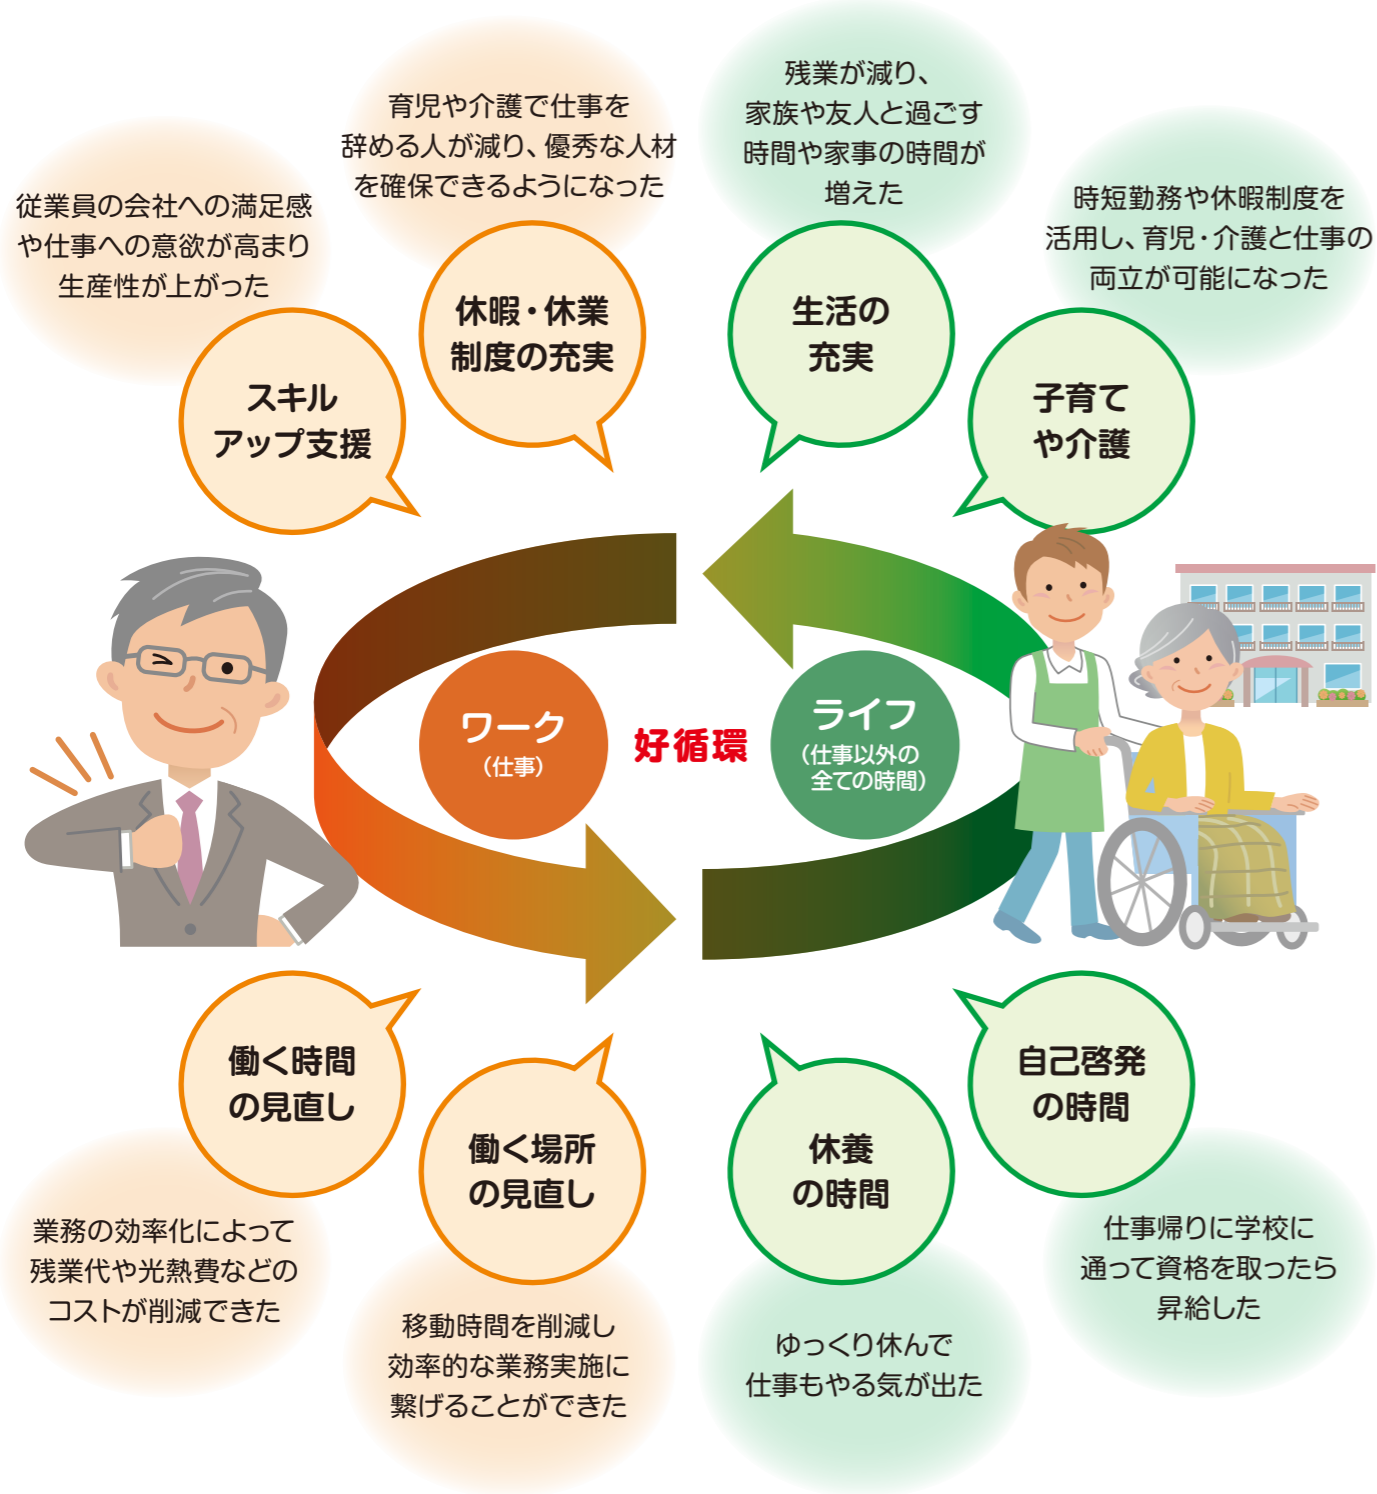 育児や介護で仕事を
辞める人が減り、優秀な人材
を確保できるようになった
休暇・休業
制度の充実
従業員の会社への満足感
や仕事への意欲が高まり
生産性が上がった
スキル
アップ支援
残業が減り、
家族や友人と過ごす
時間や家事の時間が
増えた
生活の
充実
時短勤務や休暇制度を
活用し、育児・介護と仕事の
両立が可能になった
子育て
や介護
ワーク
（仕事）
好循環
ライフ
（仕事以外の
全ての時間）
働く時間
の見直し
業務の効率化によって
残業代や光熱費などの
コストが削減できた
働く場所
の見直し
移動時間を削減し
効率的な業務実施に
繋げることができた
休養
の時間
ゆっくり休んで
仕事もやる気が出た
自己啓発
の時間
仕事帰りに学校に
通って資格を取ったら
昇給した